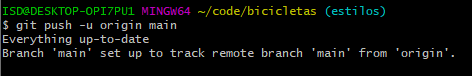 ISD@DESKTOP-OPI7PU1 MINGW64 ~/code/bicicletas (estilos)
$ git push -u origin main
Everything up-to-date
Branch 'main' set up to track remote branch 'main' from 'origin'.